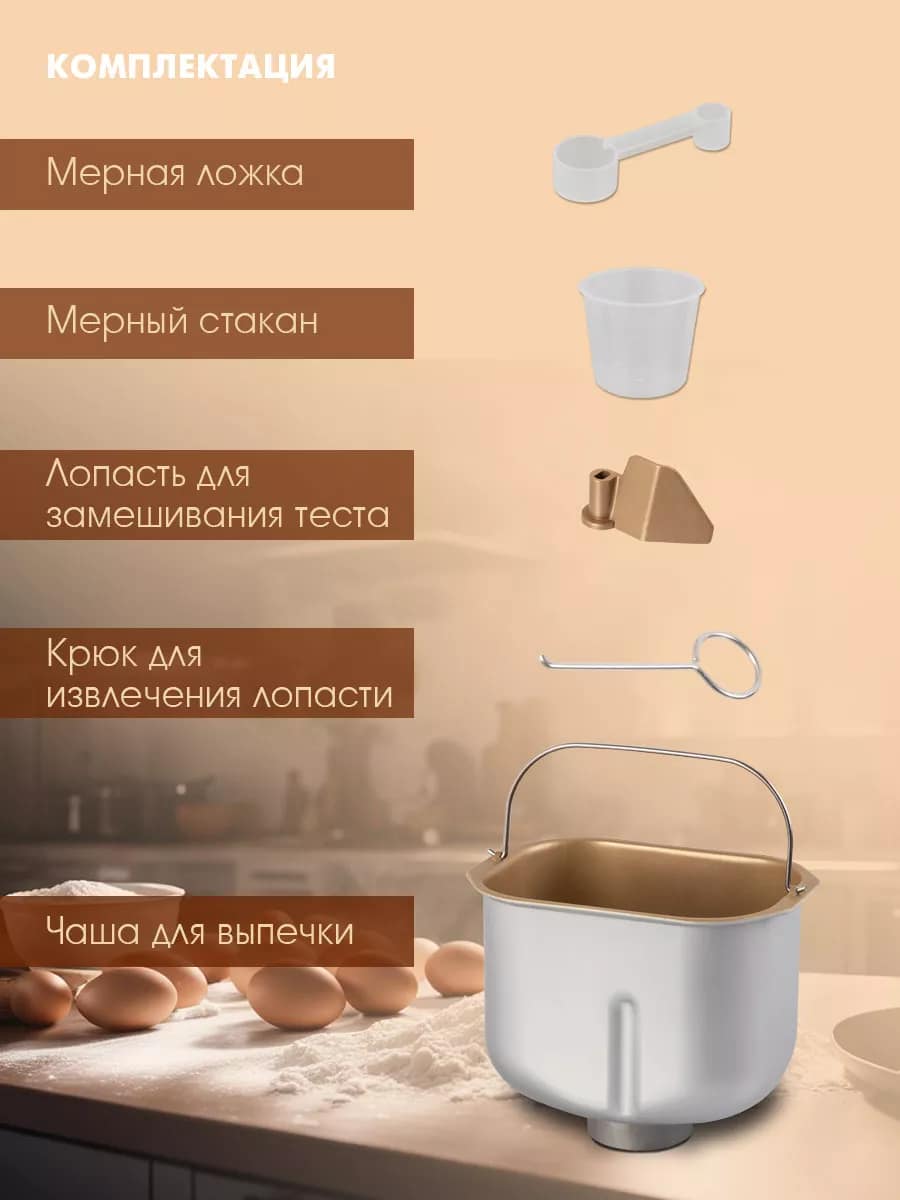 КОМПЛЕКТАЦИЯ
Мерная ложка
Мерный стакан
Лопасть для
замешивания теста
Крюк для
извлечения лопасти
Чаша для выпечки